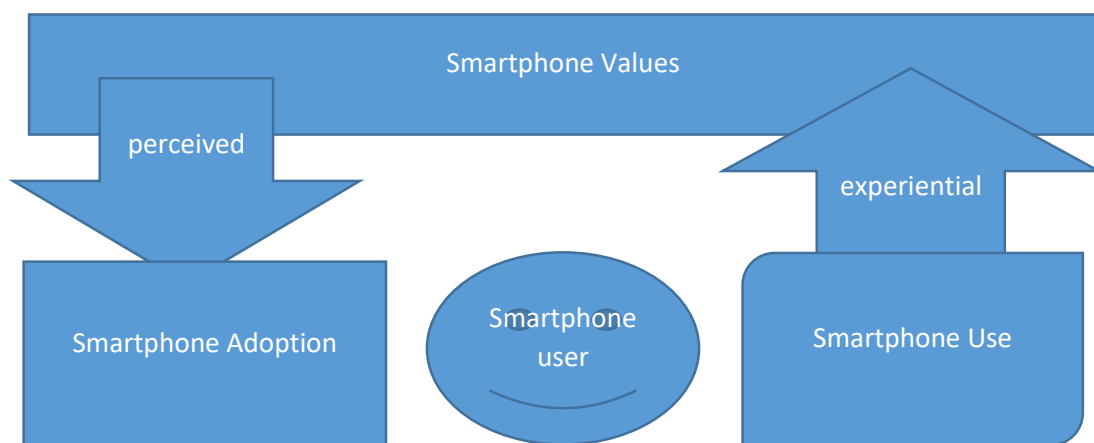 Smartphone Values
perceived
experiential
Smartphone Adoption
Smartphone
user
Smartphone Use